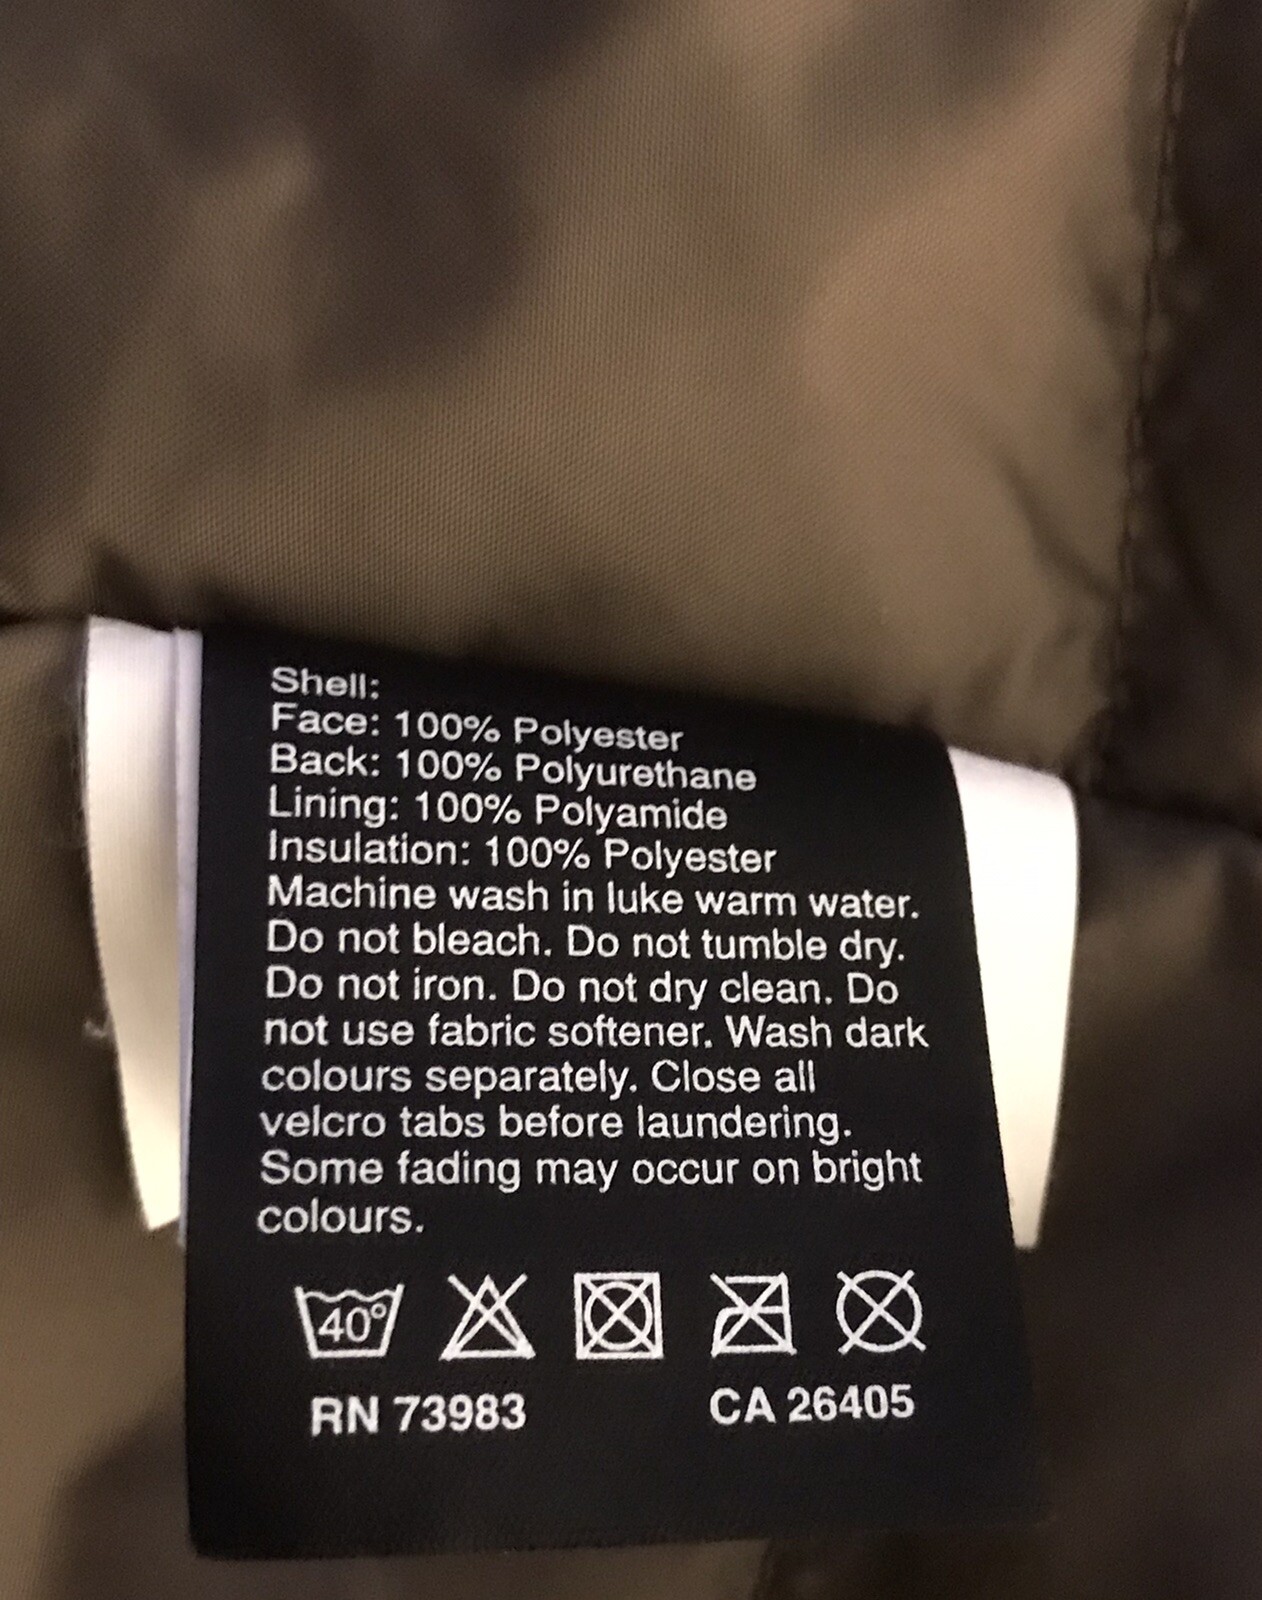 Shell:
Face: 100% Polyester
Back: 100% Polyurethane
Lining: 100% Polyamide
Insulation: 100% Polyester
Machine wash in luke warm water.
Do not bleach. Do not tumble dry.
Do not iron. Do not dry clean. Do
not use fabric softener. Wash dark
colours separately. Close all
velcro tabs before laundering.
Some fading may occur on bright
colours.
40°
RN 73983 CA 26405